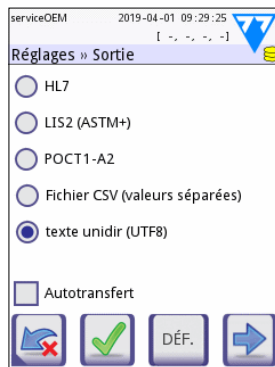 serviceOEM 2019-04-01 09:29:25
[ -, -, -, -]
77
Réglages » Sortie
HL7
LIS2 (ASTM+)
POCT1-A2
Fichier CSV (valeurs séparées)
texte unidir (UTF8)
Autotransfert
DÉF.